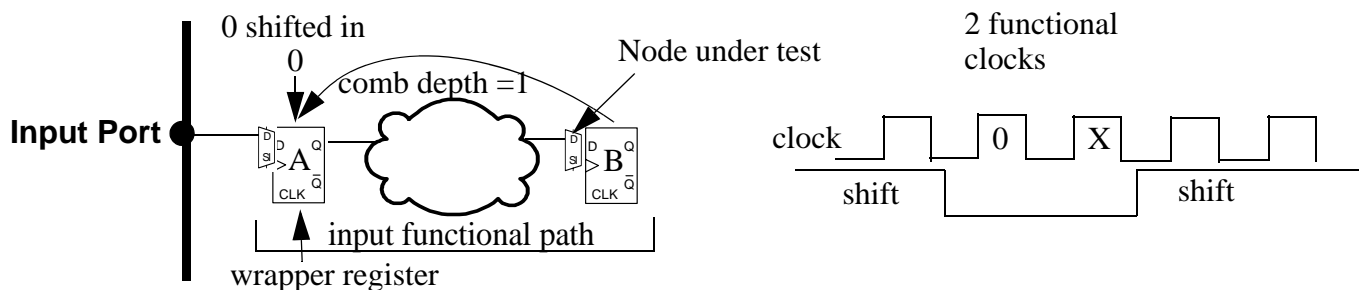 0 shifted in
0
comb depth =1
Node under test
2 functional
clocks
Input Port
D
SI
D
Q
A
Q
CLK
D
SI
D
Q
B
Q
CLK
clock
0
X
shift
shift
input functional path
wrapper register